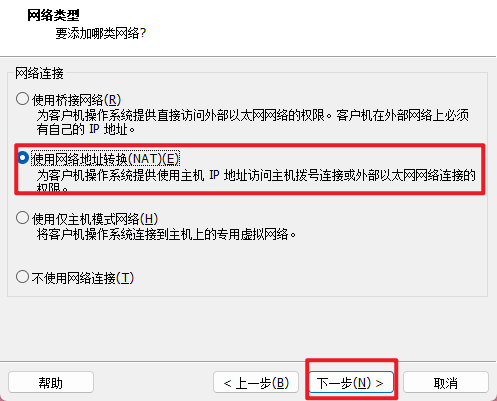 网络类型
要添加哪类网络?
网络连接
使用桥接网络(R)
为客户机操作系统提供直接访问外部以太网网络的权限。客户机在外部网络上必须
有自己的 IP 地址。
使用网络地址转换(NAT)(E)
为客户机操作系统提供使用主机 IP 地址访问主机拨号连接或外部以太网网络连接的
权限。
使用仅主机模式网络(H)
将客户机操作系统连接到主机上的专用虚拟网络。
不使用网络连接(T)
帮助
< 上一步(B)
下一步(N) >
取消